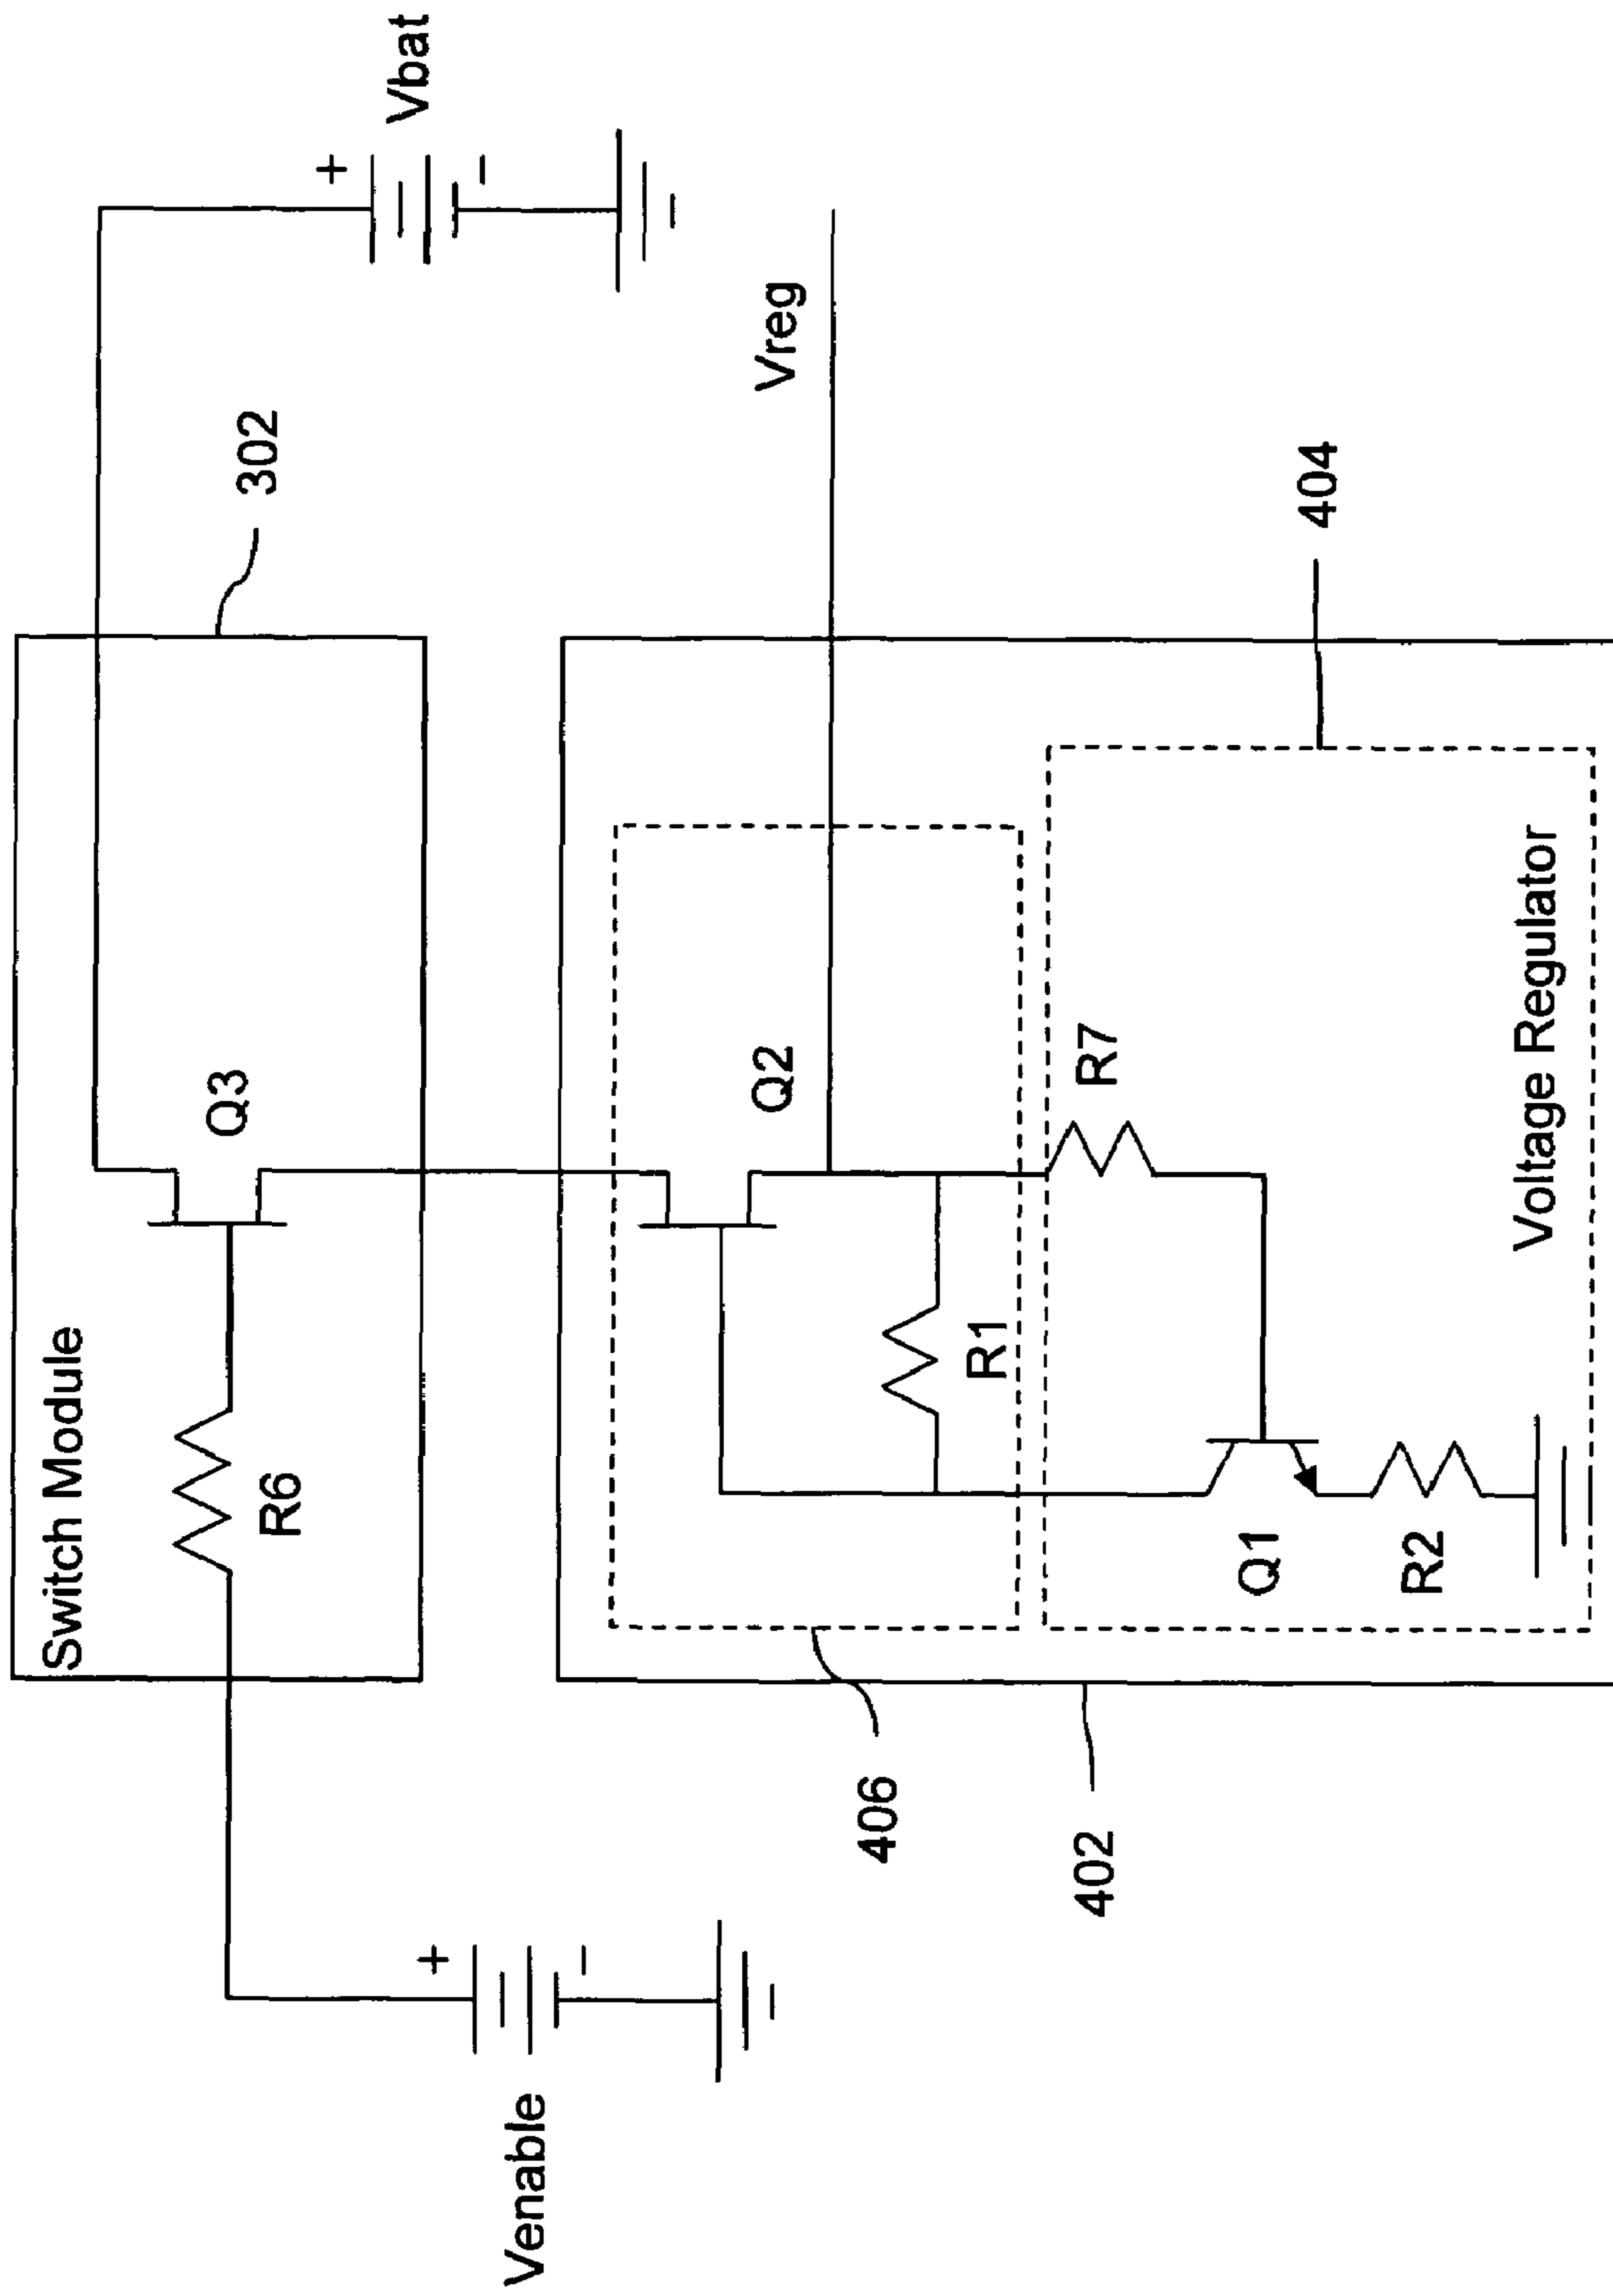 Switch Module
302
Vbat
+
-
Q3
R6
Venable
+
-
Vreg
Q2
R1
406
402
404
R7
Q1
R2
Voltage Regulator